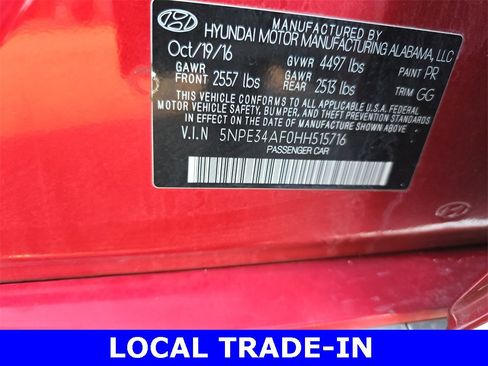 MANUFACTURED BY
HYUNDAI MOTOR MANUFACTURING ALABAMA, LLC
Oct/19/16 GVWR 4497 lbs PAINT PR
GAWR FRONT 2557 lbs GAWR REAR 2513 lbs TRIM GG
THIS VEHICLE CONFORMS TO ALL APPLICABLE U.S.A. FEDERAL
MOTOR VEHICLE SAFETY, BUMPER, AND THEFT PREVENTION
STANDARDS IN EFFECT ON THE DATE OF
MANUFACTURE SHOWN ABOVE.
V.I.N 5NPE34AF0HH515716
PASSENGER CAR
LOCAL TRADE-IN